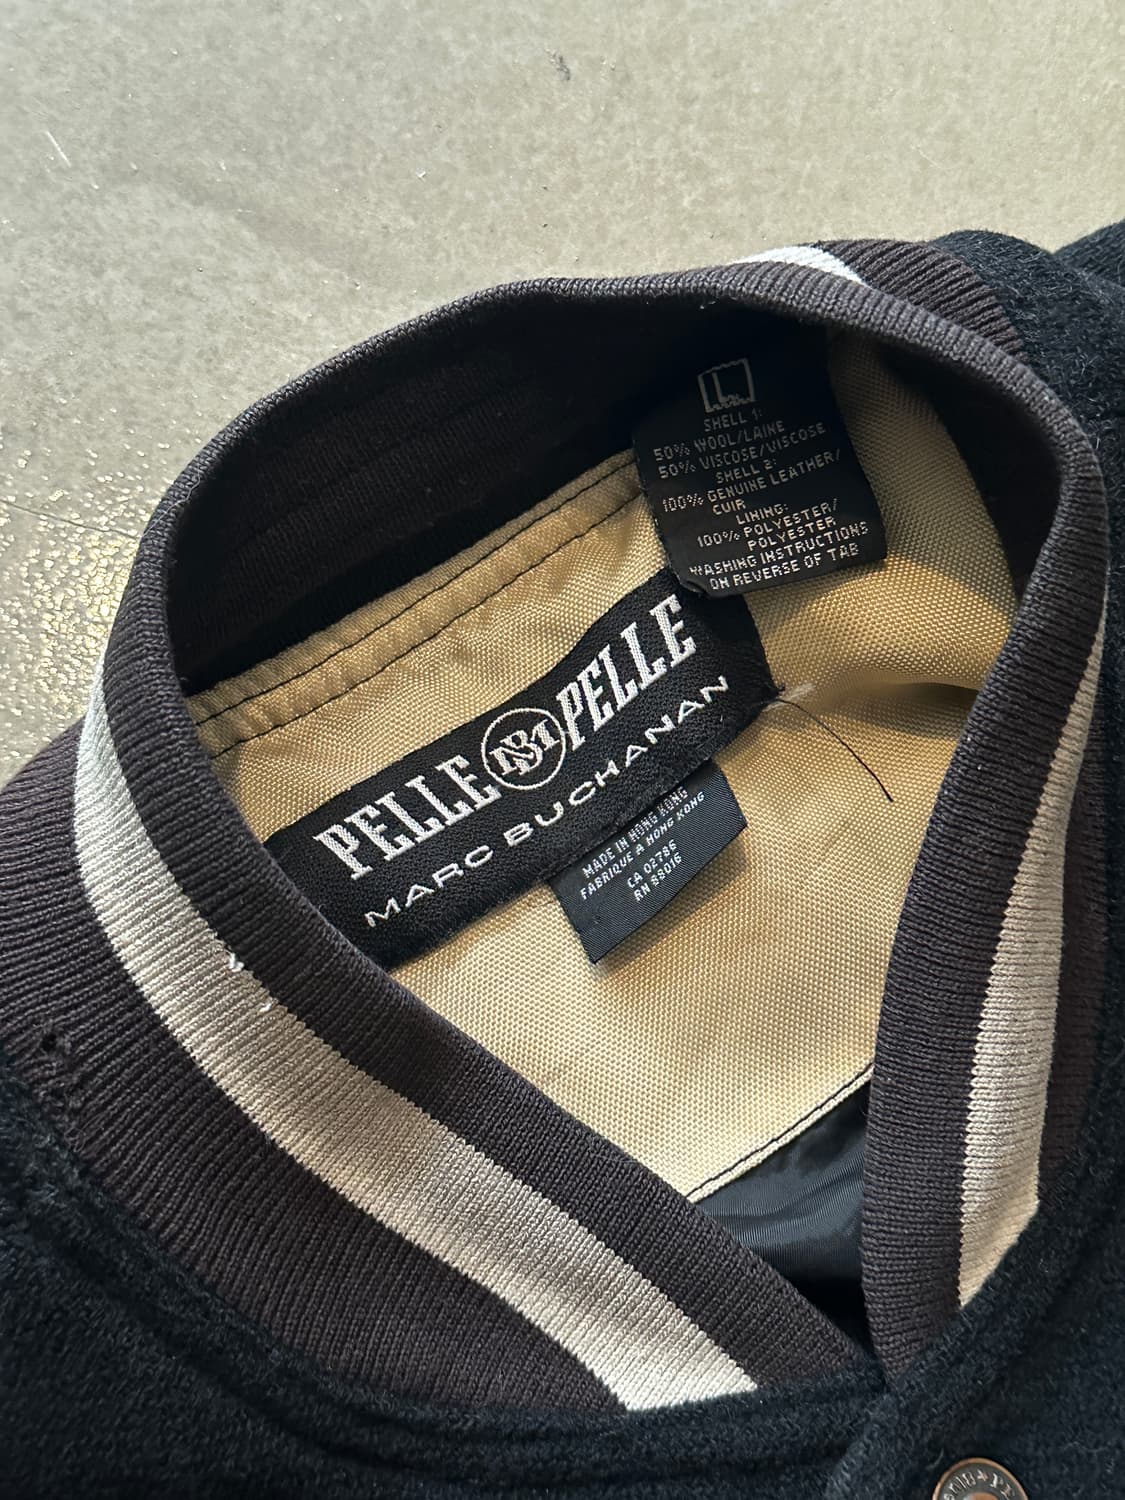 L
SHELL 1:
50% WOOL/LAINE
50% VISCOSE/VISCOSE
SHELL 2:
100% GENUINE LEATHER/
CUIR
LINING:
100% POLYESTER/
POLYESTER
WASHING INSTRUCTIONS
ON REVERSE OF TAB
PELLE MB PELLE
MARC BUCHANAN
MADE IN HONG KONG
FABRIQUE A HONG KONG
CA 02786
RN 88016